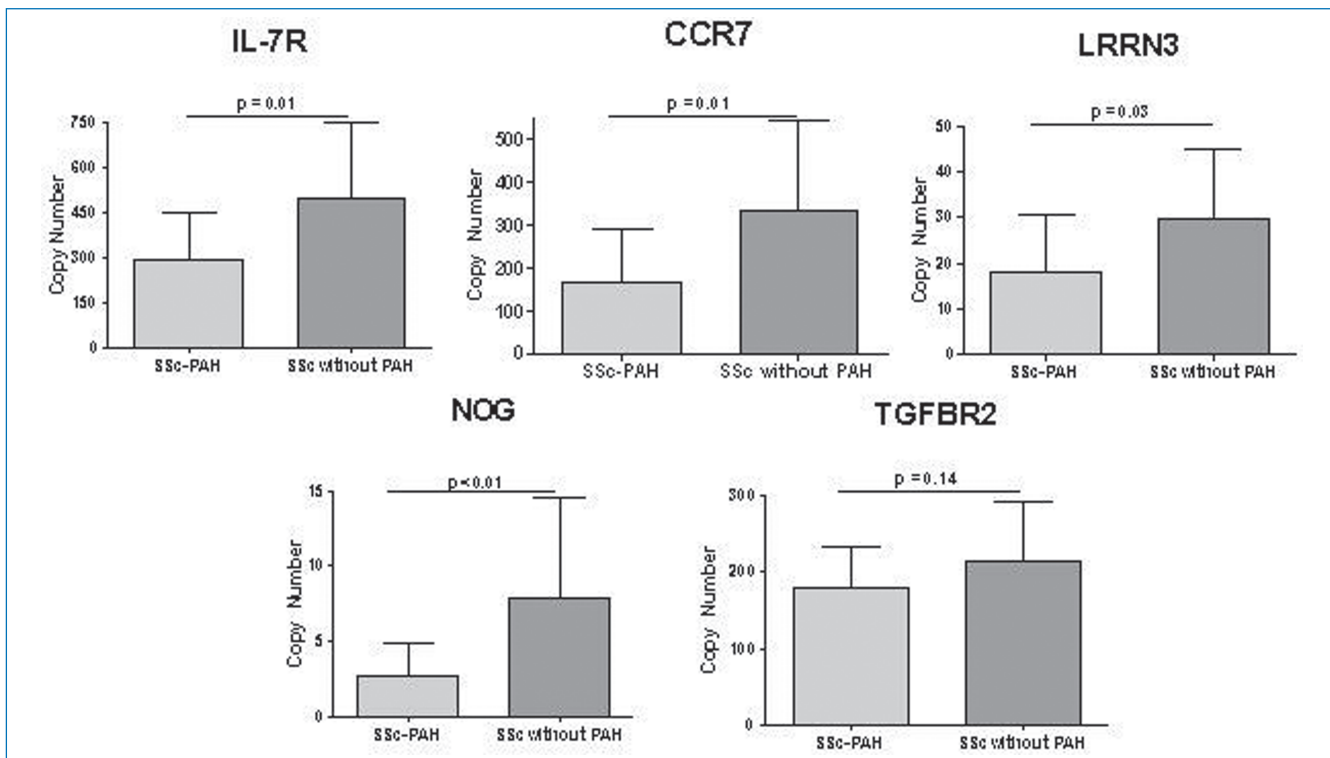 IL-7R
p = 0.01
Copy Number
750
600
450
300
150
0
SSc-PAH
SSc without PAH
CCR7
p = 0.01
Copy Number
500
400
300
200
100
0
SSc-PAH
SSc without PAH
LRRN3
p = 0.03
Copy Number
50
40
30
20
10
0
SSc-PAH
SSc without PAH
NOG
p <0.01
Copy Number
15
10
5
0
SSc-PAH
SSc without PAH
TGFBR2
p = 0.14
Copy Number
300
200
100
0
SSc-PAH
SSc without PAH